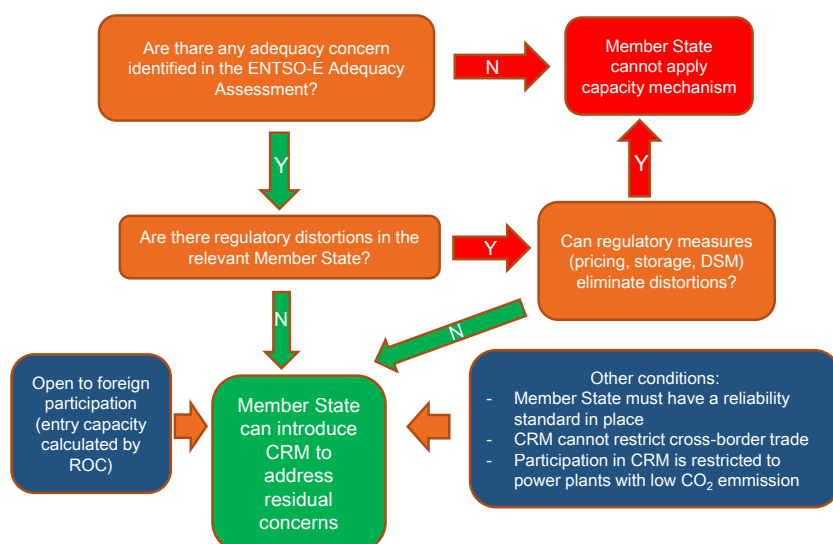 Are thare any adequacy concern
identified in the ENTSO-E Adequacy
Assessment?
N
Member State
cannot apply
capacity mechanism
Y
Y
Are there regulatory distortions in the
relevant Member State?
Y
Can regulatory measures
(pricing, storage, DSM)
eliminate distortions?
N
N
Open to foreign
participation
(entry capacity
calculated by
ROC)
Member State
can introduce
CRM to
address
residual
concerns
Other conditions:
- Member State must have a reliability
standard in place
- CRM cannot restrict cross-border trade
- Participation in CRM is restricted to
power plants with low CO₂ emmission